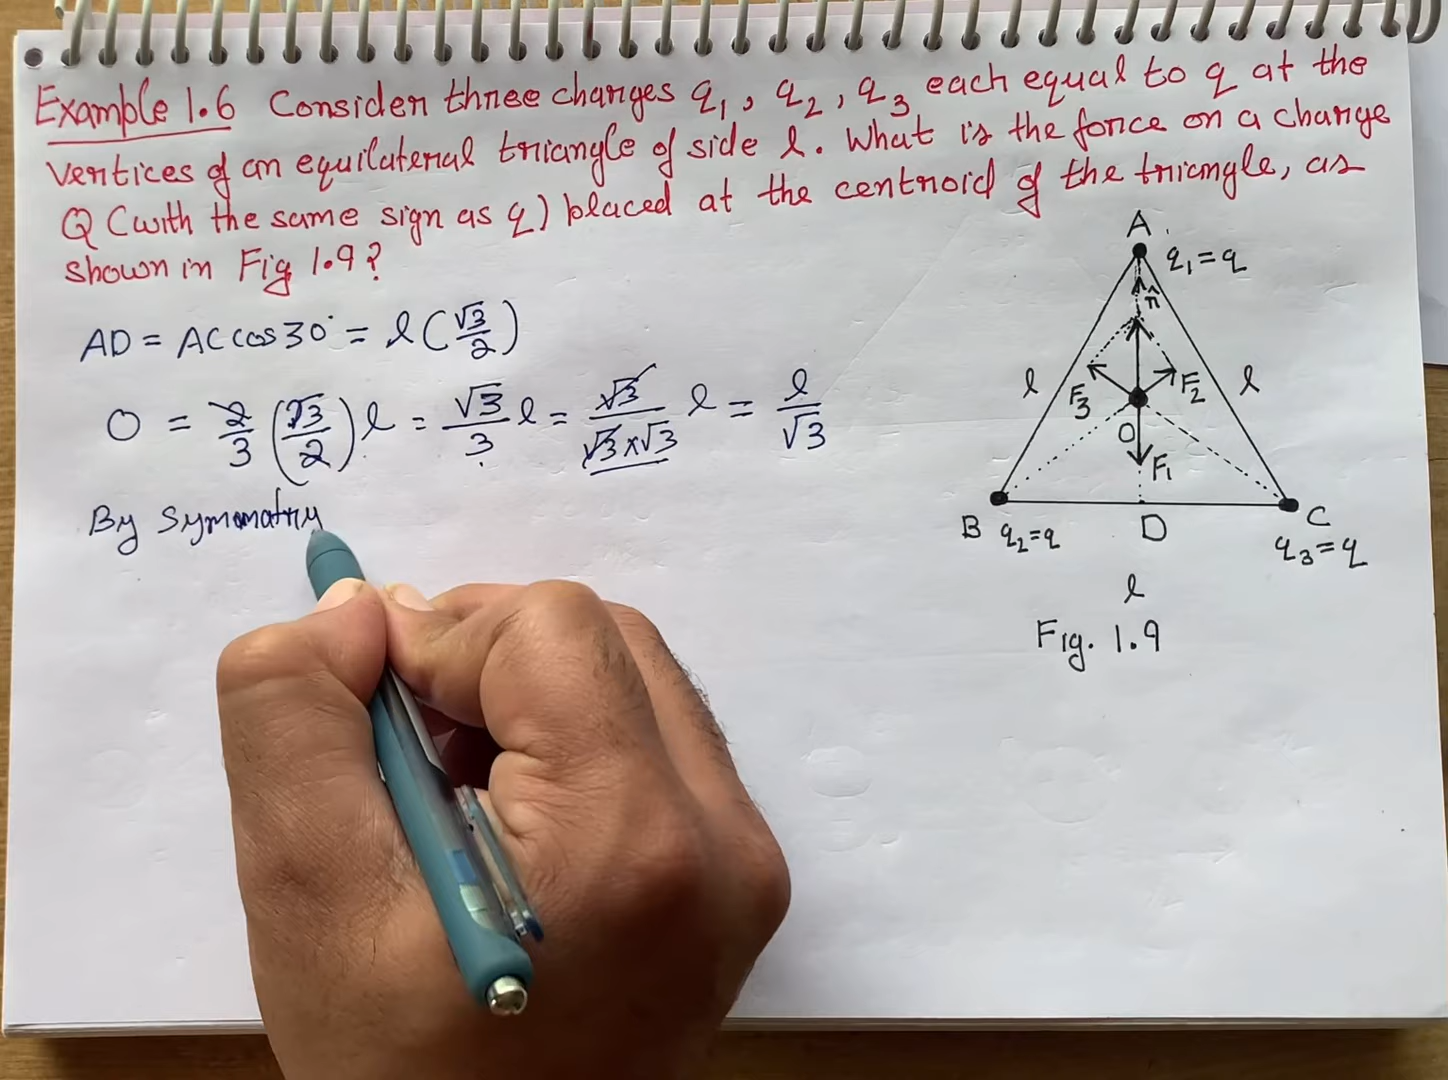 Example 1.6 Consider three charges q₁, q₂, q₃ each equal to q at the
vertices of an equilateral triangle of side l. What is the force on a charge
Q (with the same sign as q) placed at the centroid of the triangle, as
shown in Fig 1.9?
AD = AC cos 30° = l (√3/2)
O = 2/3 (√3/2) l = √3/3 l = √3/(√3×√3) l = l/√3
By Symmatry
A
q₁ = q
n̂
l
F₃
F₂
l
O
F₁
B q₂ = q
D
C
q₃ = q
l
Fig. 1.9